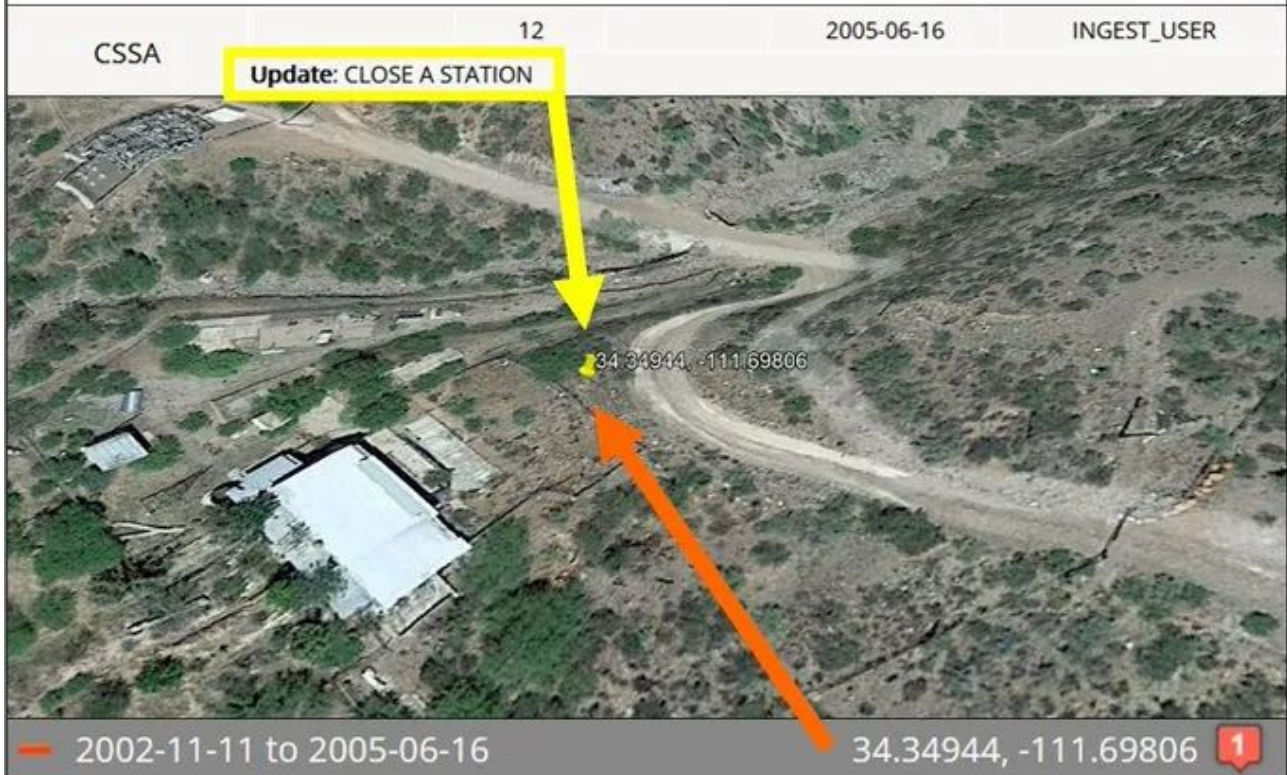 12 2005-06-16 INGEST_USER
CSSA
Update: CLOSE A STATION
34.34944, -111.69806
2002-11-11 to 2005-06-16 34.34944, -111.69806 1